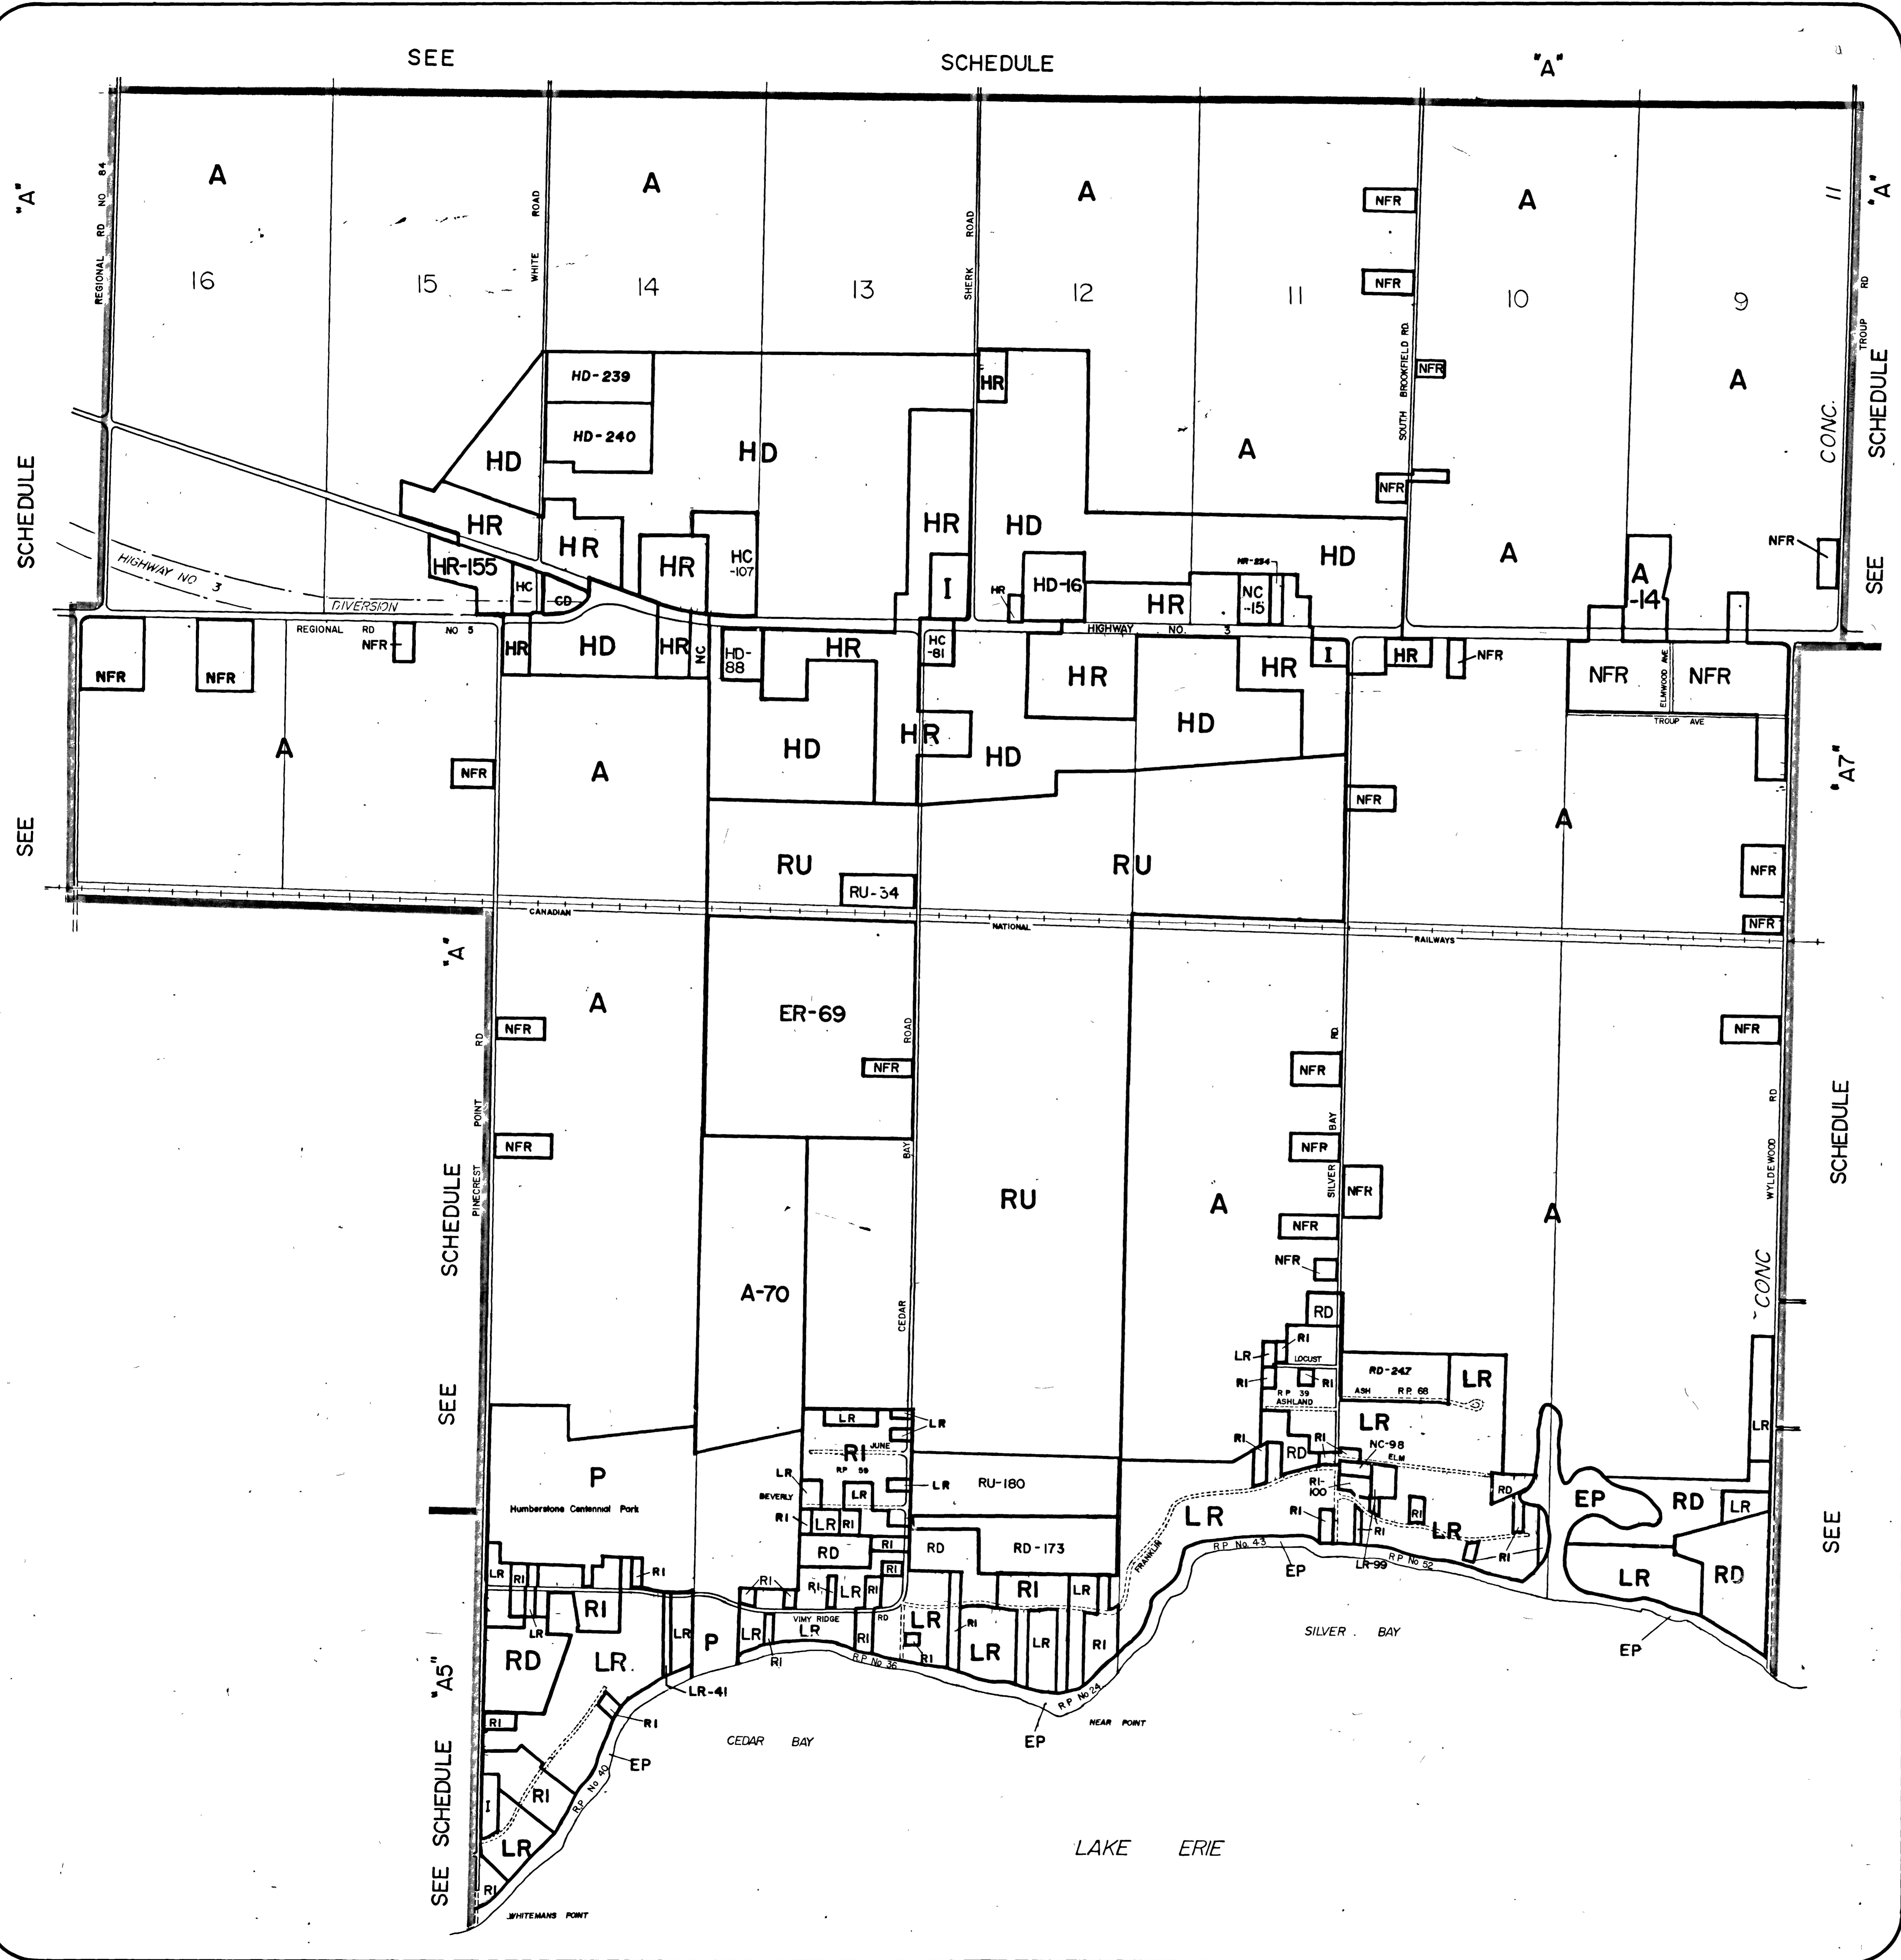 SEE SCHEDULE "A"
"A"
SCHEDULE
SEE
"A"
SCHEDULE
SEE
"A7"
SCHEDULE
SEE
"A"
SCHEDULE
SEE
"A5"
SEE SCHEDULE
REGIONAL RD NO 84
WHITE ROAD
SHERK ROAD
SOUTH BROOKFIELD RD.
TROUP RD
A
A
A
A
11
CONC.
NFR
16
15
14
13
12
11
10
9
NFR
A
NFR
HR
HD-239
HD-240
HD
HD
A
NFR
HR
HD
HR
HR
HR
HC
-107
HD
A
NFR
HR-155
HC
CD
I
HR
HD-16
HR
HR-254
NC
-15
A
-14
HIGHWAY NO 3
DIVERSION
REGIONAL RD NO 5
HIGHWAY NO. 3
NFR
NFR
NFR
HR
HD
HR
NC
HD-
88
HR
HC
-81
HR
HR
I
HR
NFR
NFR
ELMWOOD AVE
NFR
TROUP AVE
A
NFR
A
HD
HR
HD
HD
NFR
A
RU
RU-34
RU
NFR
NFR
CANADIAN NATIONAL RAILWAYS
A
NFR
NFR
PINECREST POINT RD
ER-69
NFR
CEDAR BAY ROAD
SILVER BAY RD.
WYLDEWOOD RD
NFR
NFR
NFR
NFR
NFR
NFR
RU
A
A
CONC
A-70
RD
RI
LR
LOCUST
RI
RI
RP 39
ASHLAND
RD-247
LR
ASH RP. 68
LR
LR
LR
LR
RI
JUNE
RP 59
LR
LR
LR
BEVERLY
RI
LR
RI
RD
RI
P
Humberstone Centennial Park
RU-180
RI
RD
RI
NC-98
ELM
RI-
100
RD
EP
RD
LR
LR
RI
RI
RI
LR
RI
LR-99
RP No 52
RP No. 43
EP
LR
RD
EP
FRANKLIN
RD
RD-173
LR
RI
RI
LR
RI
RI
RI
LR
RI
RI
RI
LR
VIMY RIDGE RD
RD
LR.
LR
P
LR
RI
LR
RI
LR
RI
RI
LR
LR
RI
R.P. No 36
RP No 24
LR-41
RI
RI
EP
CEDAR BAY
EP
NEAR POINT
SILVER BAY
I
RI
RP No 40
LR
RI
WHITEMANS POINT
LAKE ERIE